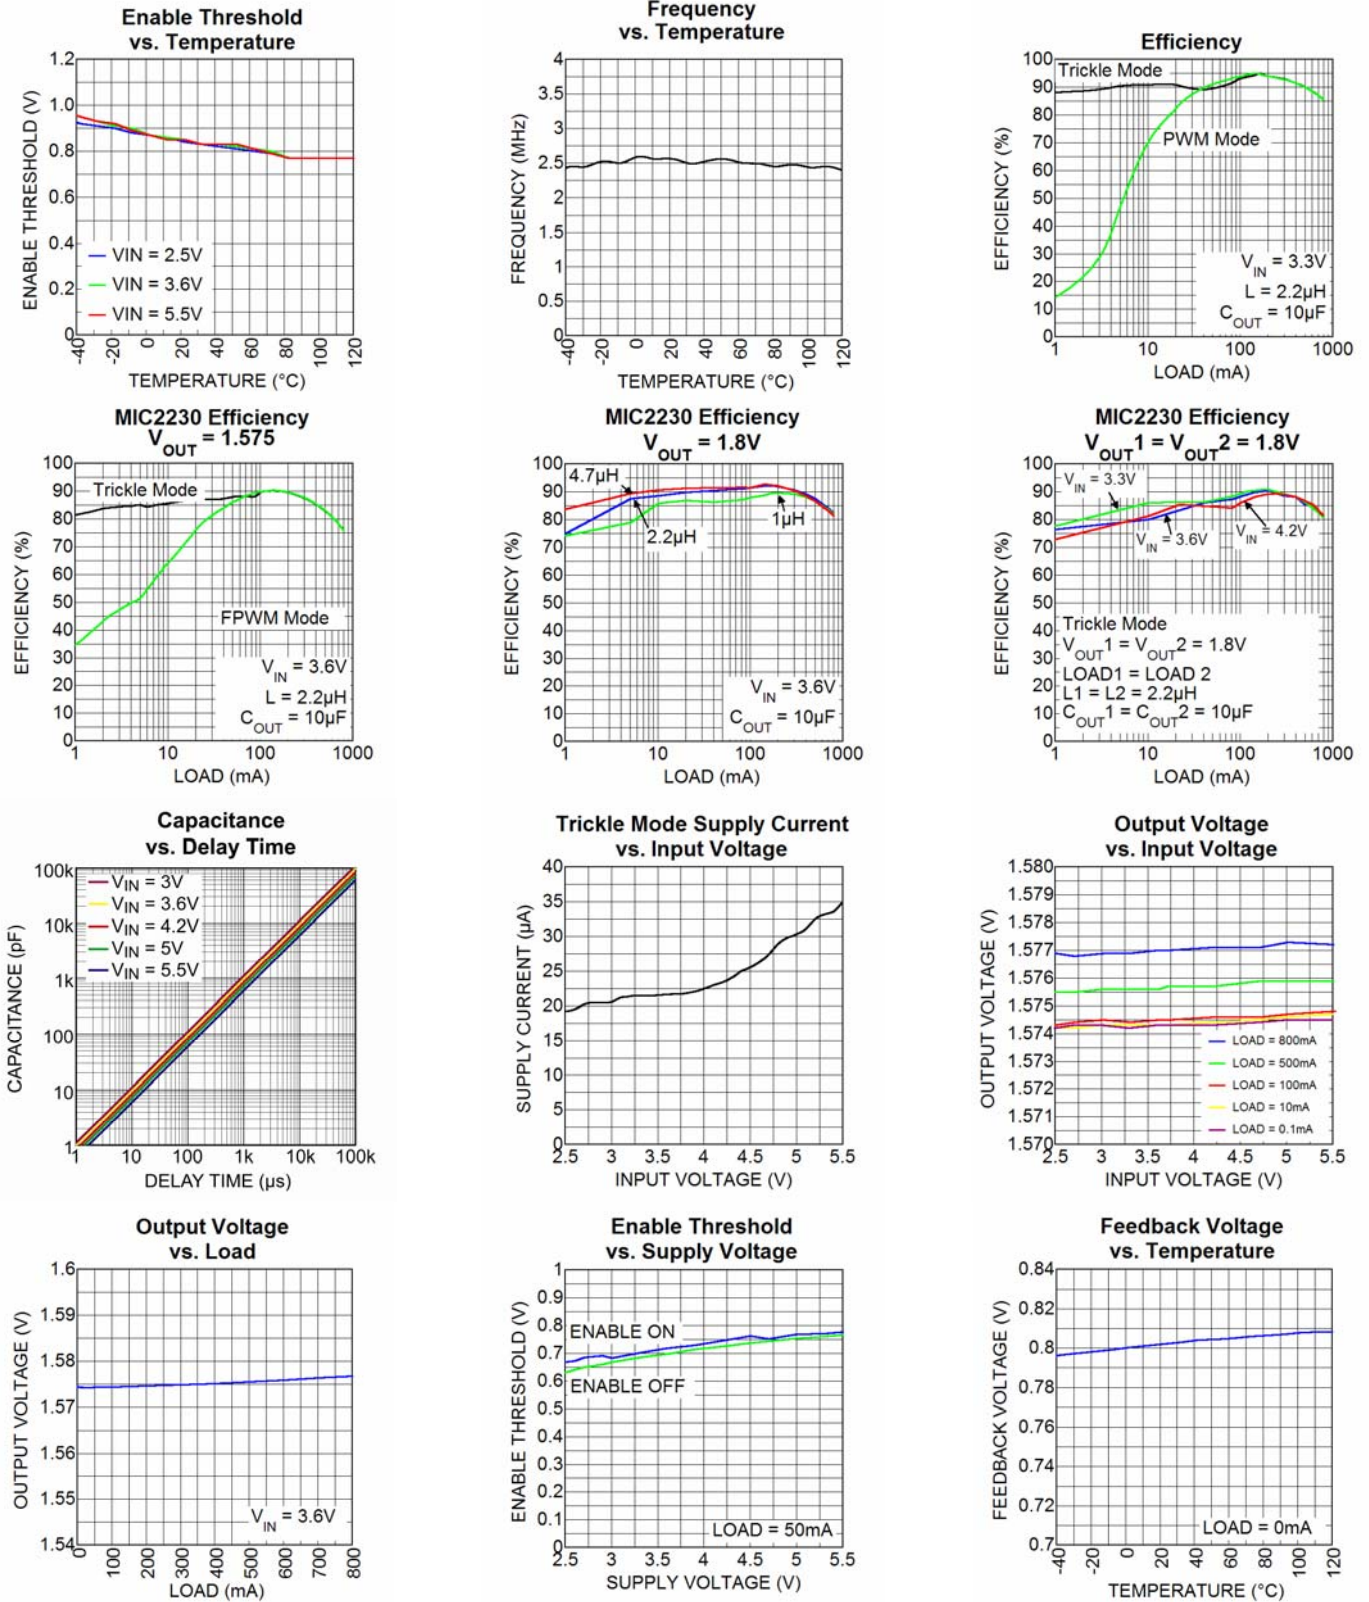 Enable Threshold
vs. Temperature
ENABLE THRESHOLD (V)
1.2
1.0
0.8
0.6
0.4
0.2
0
VIN = 2.5V
VIN = 3.6V
VIN = 5.5V
-40 -20 0 20 40 60 80 100 120
TEMPERATURE (°C)
Frequency
vs. Temperature
FREQUENCY (MHz)
4
3.5
3
2.5
2
1.5
1
0.5
0
-40 -20 0 20 40 60 80 100 120
TEMPERATURE (°C)
Efficiency
EFFICIENCY (%)
100
90
80
70
60
50
40
30
20
10
0
Trickle Mode
PWM Mode
VIN = 3.3V
L = 2.2µH
COUT = 10µF
1 10 100 1000
LOAD (mA)
MIC2230 Efficiency
VOUT = 1.575
EFFICIENCY (%)
100
90
80
70
60
50
40
30
20
10
0
Trickle Mode
FPWM Mode
VIN = 3.6V
L = 2.2µH
COUT = 10µF
1 10 100 1000
LOAD (mA)
MIC2230 Efficiency
VOUT = 1.8V
EFFICIENCY (%)
100
90
80
70
60
50
40
30
20
10
0
4.7µH
2.2µH
1µH
VIN = 3.6V
COUT = 10µF
1 10 100 1000
LOAD (mA)
MIC2230 Efficiency
VOUT1 = VOUT2 = 1.8V
EFFICIENCY (%)
100
90
80
70
60
50
40
30
20
10
0
VIN = 3.3V
VIN = 3.6V
VIN = 4.2V
Trickle Mode
VOUT1 = VOUT2 = 1.8V
LOAD1 = LOAD 2
L1 = L2 = 2.2µH
COUT1 = COUT2 = 10µF
1 10 100 1000
LOAD (mA)
Capacitance
vs. Delay Time
CAPACITANCE (pF)
100k
10k
1k
100
10
1
VIN = 3V
VIN = 3.6V
VIN = 4.2V
VIN = 5V
VIN = 5.5V
1 10 100 1k 10k 100k
DELAY TIME (µs)
Trickle Mode Supply Current
vs. Input Voltage
SUPPLY CURRENT (µA)
40
35
30
25
20
15
10
5
0
2.5 3 3.5 4 4.5 5 5.5
INPUT VOLTAGE (V)
Output Voltage
vs. Input Voltage
OUTPUT VOLTAGE (V)
1.580
1.579
1.578
1.577
1.576
1.575
1.574
1.573
1.572
1.571
1.570
LOAD = 800mA
LOAD = 500mA
LOAD = 100mA
LOAD = 10mA
LOAD = 0.1mA
2.5 3 3.5 4 4.5 5 5.5
INPUT VOLTAGE (V)
Output Voltage
vs. Load
OUTPUT VOLTAGE (V)
1.6
1.59
1.58
1.57
1.56
1.55
1.54
VIN = 3.6V
0 100 200 300 400 500 600 700 800
LOAD (mA)
Enable Threshold
vs. Supply Voltage
ENABLE THRESHOLD (V)
1
0.9
0.8
0.7
0.6
0.5
0.4
0.3
0.2
0.1
0
ENABLE ON
ENABLE OFF
LOAD = 50mA
2.5 3 3.5 4 4.5 5 5.5
SUPPLY VOLTAGE (V)
Feedback Voltage
vs. Temperature
FEEDBACK VOLTAGE (V)
0.84
0.82
0.8
0.78
0.76
0.74
0.72
0.7
LOAD = 0mA
-40 -20 0 20 40 60 80 100 120
TEMPERATURE (°C)